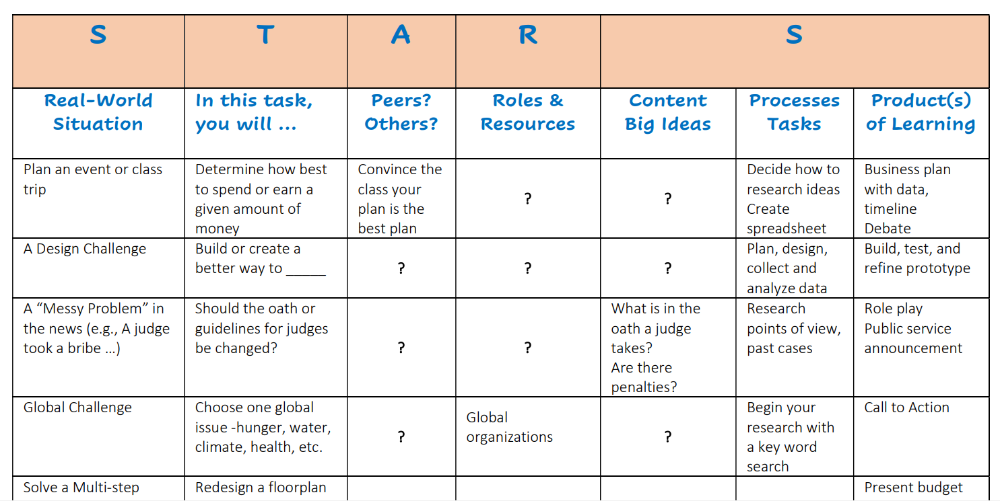 S T A R S
Real-World In this task, Peers? Roles & Content Processes Product(s)
Situation you will ... Others? Resources Big Ideas Tasks of Learning
Plan an event or class
trip
Determine how best
to spend or earn a
given amount of
money
Convince the
class your
plan is the
best plan
?
?
Decide how to
research ideas
Create
spreadsheet
Business plan
with data,
timeline
Debate
A Design Challenge
Build or create a
better way to _____
?
?
?
Plan, design,
collect and
analyze data
Build, test, and
refine prototype
A “Messy Problem” in
the news (e.g., A judge
took a bribe ...)
Should the oath or
guidelines for judges
be changed?
?
?
What is in the
oath a judge
takes?
Are there
penalties?
Research
points of view,
past cases
Role play
Public service
announcement
Global Challenge
Choose one global
issue -hunger, water,
climate, health, etc.
?
Global
organizations
?
Begin your
research with
a key word
search
Call to Action
Solve a Multi-step
Redesign a floorplan
Present budget